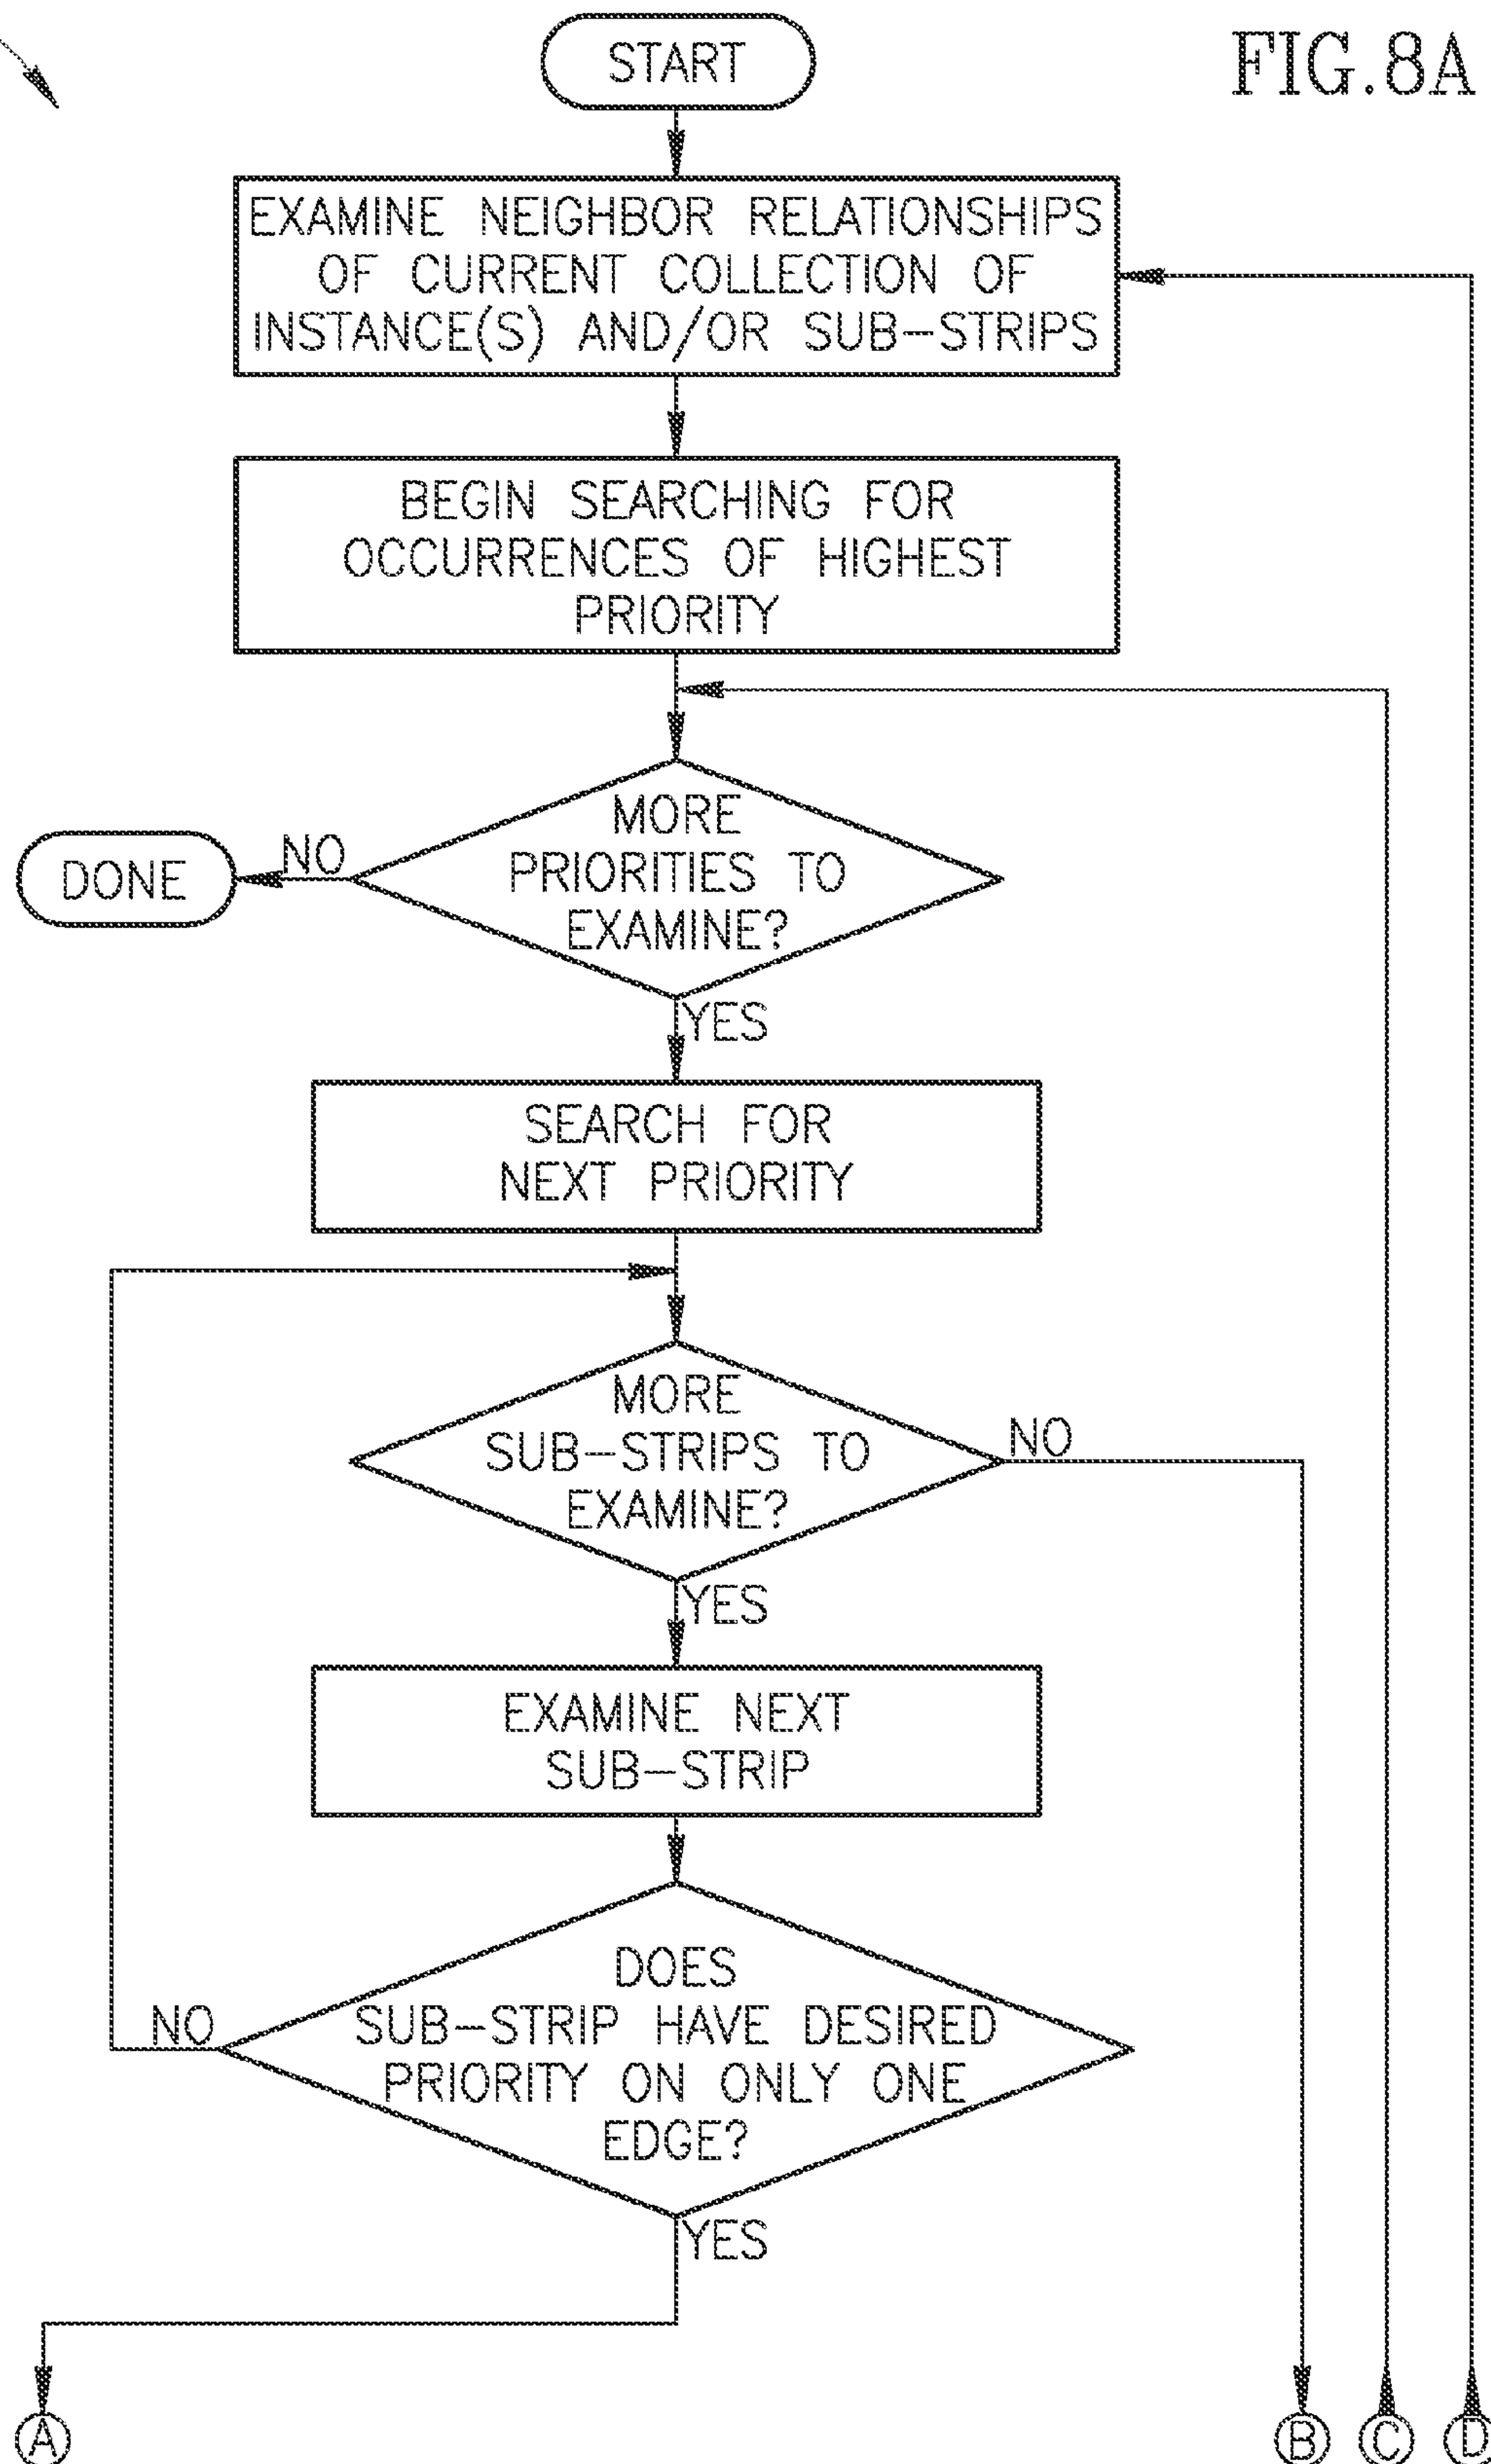 START
FIG.8A
EXAMINE NEIGHBOR RELATIONSHIPS
OF CURRENT COLLECTION OF
INSTANCE(S) AND/OR SUB-STRIPS
BEGIN SEARCHING FOR
OCCURRENCES OF HIGHEST
PRIORITY
MORE
PRIORITIES TO
EXAMINE?
NO
DONE
YES
SEARCH FOR
NEXT PRIORITY
MORE
SUB-STRIPS TO
EXAMINE?
NO
YES
EXAMINE NEXT
SUB-STRIP
DOES
SUB-STRIP HAVE DESIRED
PRIORITY ON ONLY ONE
EDGE?
NO
YES
A
B
C
D